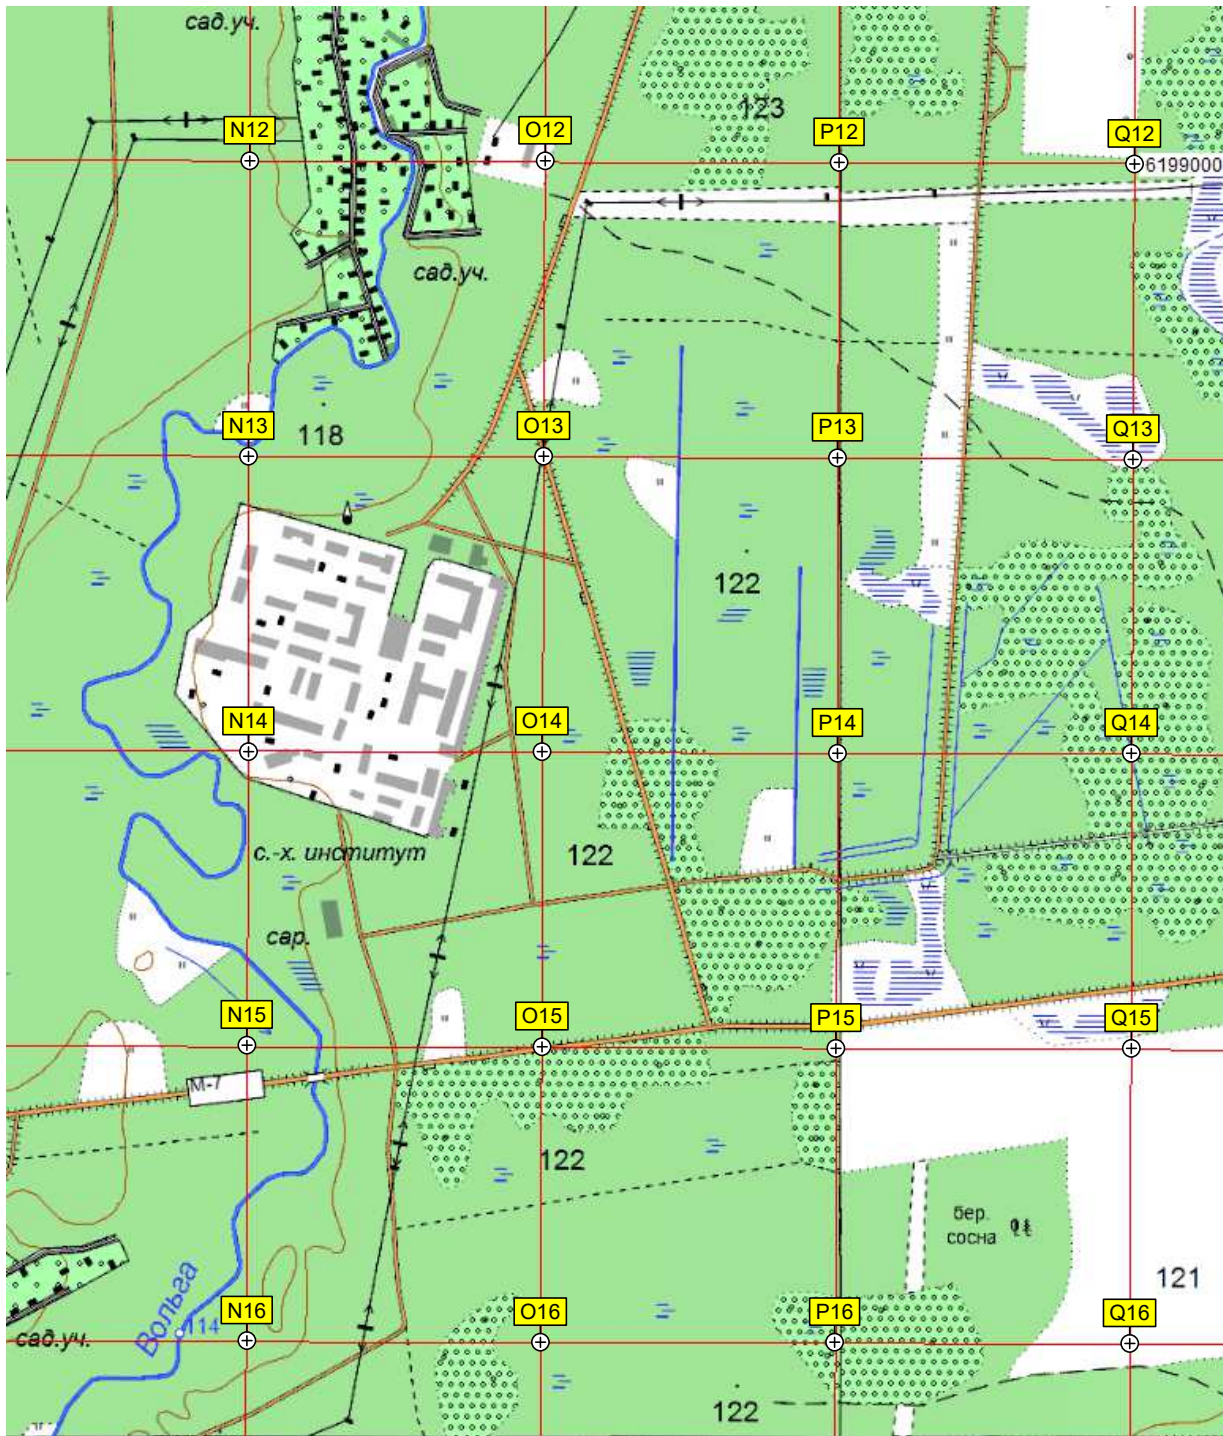 сад.уч.
123
N12
O12
P12
Q12
6199000
сад.уч.
N13
118
O13
P13
Q13
122
N14
O14
P14
Q14
с.-х. институт
122
сар.
N15
O15
P15
Q15
М-7
122
бер.
сосна
121
Вольга
114
N16
O16
P16
Q16
сад.уч.
122